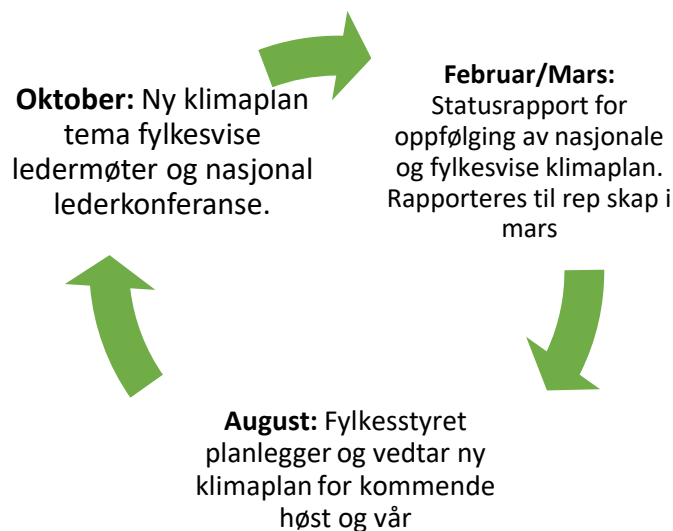 Oktober: Ny klimaplan
tema fylkesvise
ledermøter og nasjonal
lederkonferanse.
Februar/Mars:
Statusrapport for
oppfølging av nasjonale
og fylkesvise klimaplan.
Rapporteres til rep skap i
mars
August: Fylkesstyret
planlegger og vedtar ny
klimaplan for kommende
høst og vår